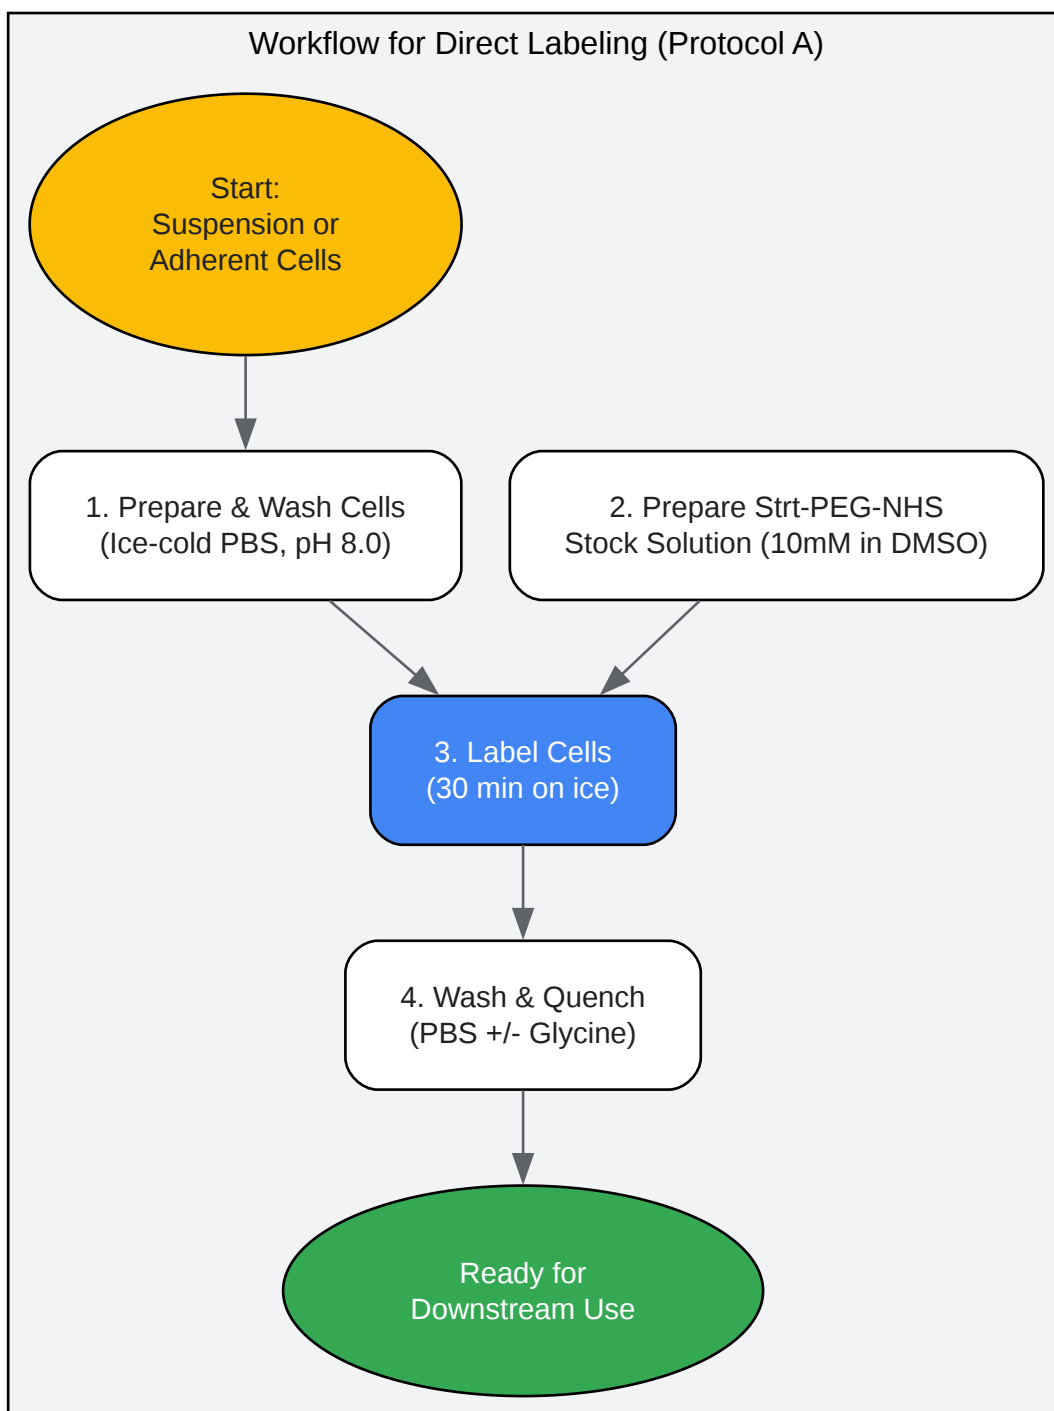 Workflow for Direct Labeling (Protocol A)
Start:
Suspension or
Adherent Cells
1. Prepare & Wash Cells
(Ice-cold PBS, pH 8.0)
2. Prepare Strt-PEG-NHS
Stock Solution (10mM in DMSO)
3. Label Cells
(30 min on ice)
4. Wash & Quench
(PBS +/- Glycine)
Ready for
Downstream Use